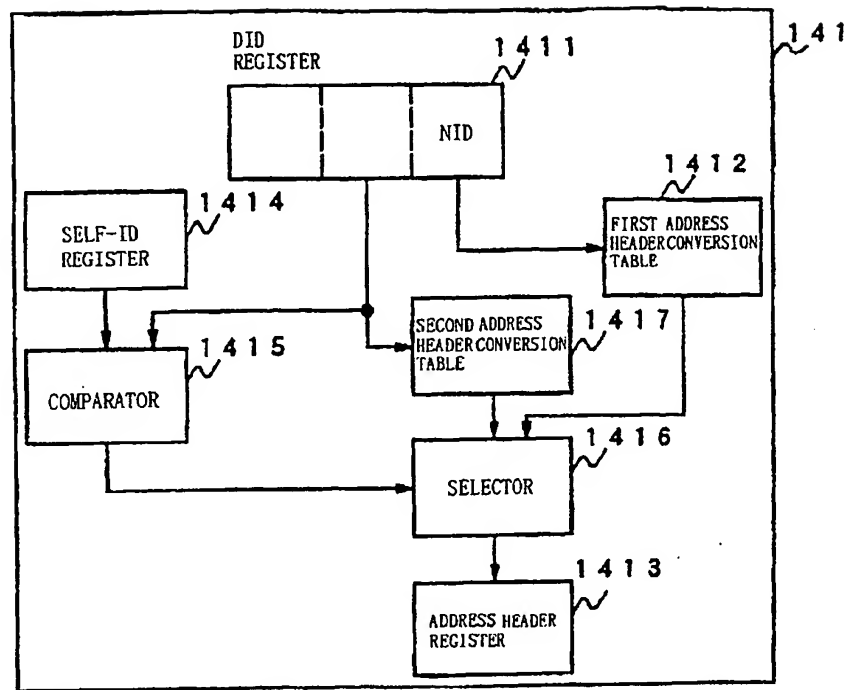 141
DID
REGISTER
1411
NID
1412
1414
SELF-ID
REGISTER
FIRST ADDRESS
HEADER CONVERSION
TABLE
1417
SECOND ADDRESS
HEADER CONVERSION
TABLE
1415
COMPARATOR
1416
SELECTOR
1413
ADDRESS HEADER
REGISTER